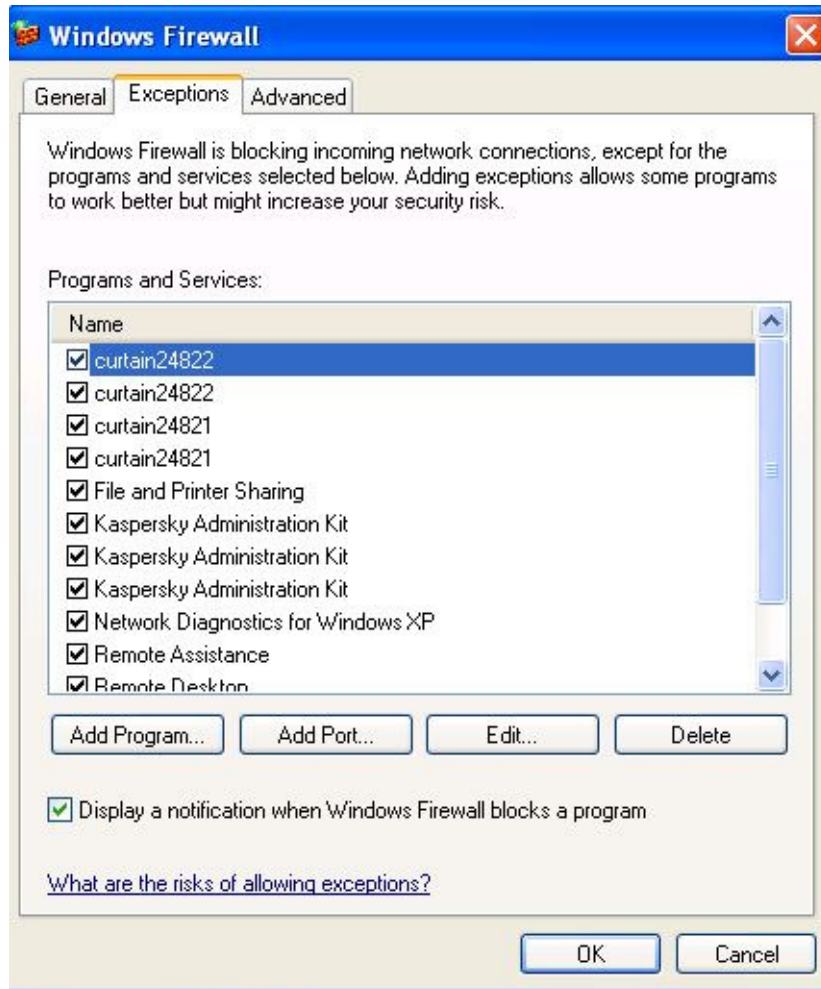 Windows Firewall
General Exceptions Advanced
Windows Firewall is blocking incoming network connections, except for the
programs and services selected below. Adding exceptions allows some programs
to work better but might increase your security risk.
Programs and Services:
Name
curtain24822
curtain24822
curtain24821
curtain24821
File and Printer Sharing
Kaspersky Administration Kit
Kaspersky Administration Kit
Kaspersky Administration Kit
Network Diagnostics for Windows XP
Remote Assistance
Remote Desktop
Add Program... Add Port... Edit... Delete
Display a notification when Windows Firewall blocks a program
What are the risks of allowing exceptions?
OK Cancel